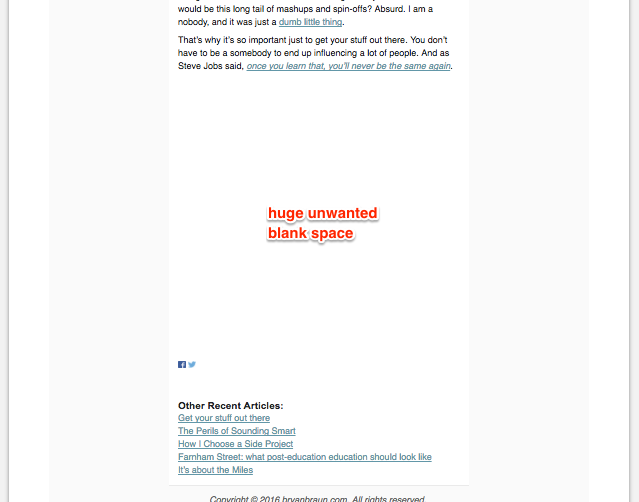 would be this long tail of mashups and spin-offs? Absurd. I am a
nobody, and it was just a dumb little thing.
That's why it's so important just to get your stuff out there. You don't
have to be a somebody to end up influencing a lot of people. And as
Steve Jobs said, once you learn that, you'll never be the same again.
huge unwanted
blank space
Other Recent Articles:
Get your stuff out there
The Perils of Sounding Smart
How I Choose a Side Project
Farnham Street: what post-education education should look like
It's about the Miles
Copyright © 2016 bryanbraun.com, All rights reserved.